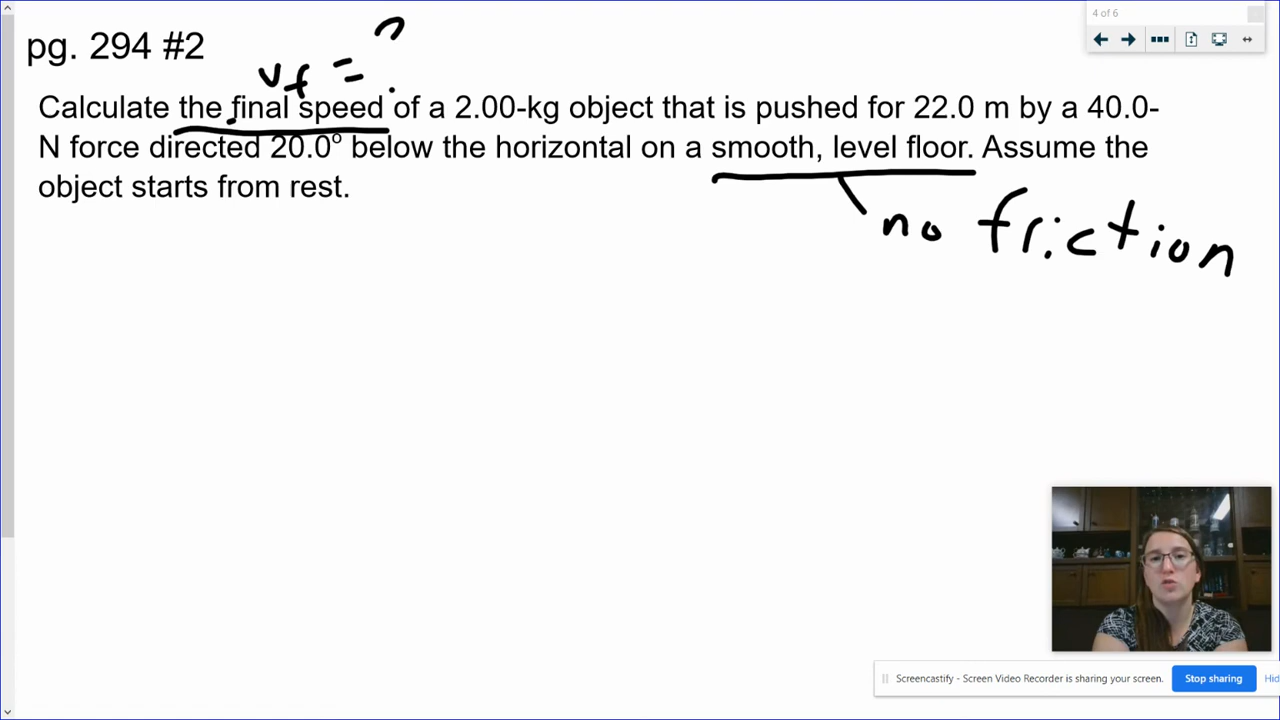 4 of 6
pg. 294 #2
vf = ?
Calculate the final speed of a 2.00-kg object that is pushed for 22.0 m by a 40.0-
N force directed 20.0° below the horizontal on a smooth, level floor. Assume the
object starts from rest.
no friction
Screencastify - Screen Video Recorder is sharing your screen.
Stop sharing
Hid